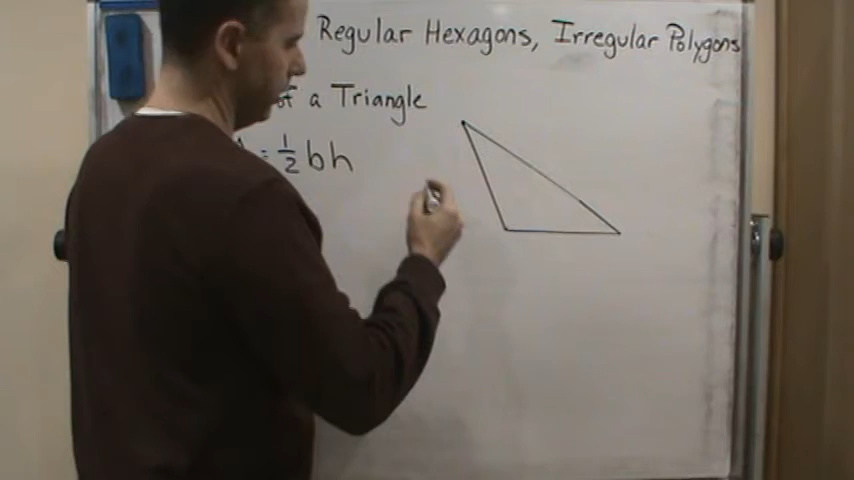 Regular Hexagons, Irregular Polygons
of a Triangle
= 1/2 bh